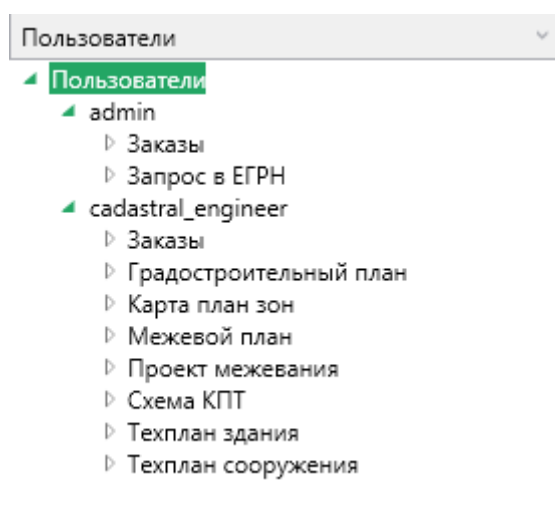 Пользователи
Пользователи
admin
Заказы
Запрос в ЕГРН
cadastral_engineer
Заказы
Градостроительный план
Карта план зон
Межевой план
Проект межевания
Схема КПТ
Техплан здания
Техплан сооружения